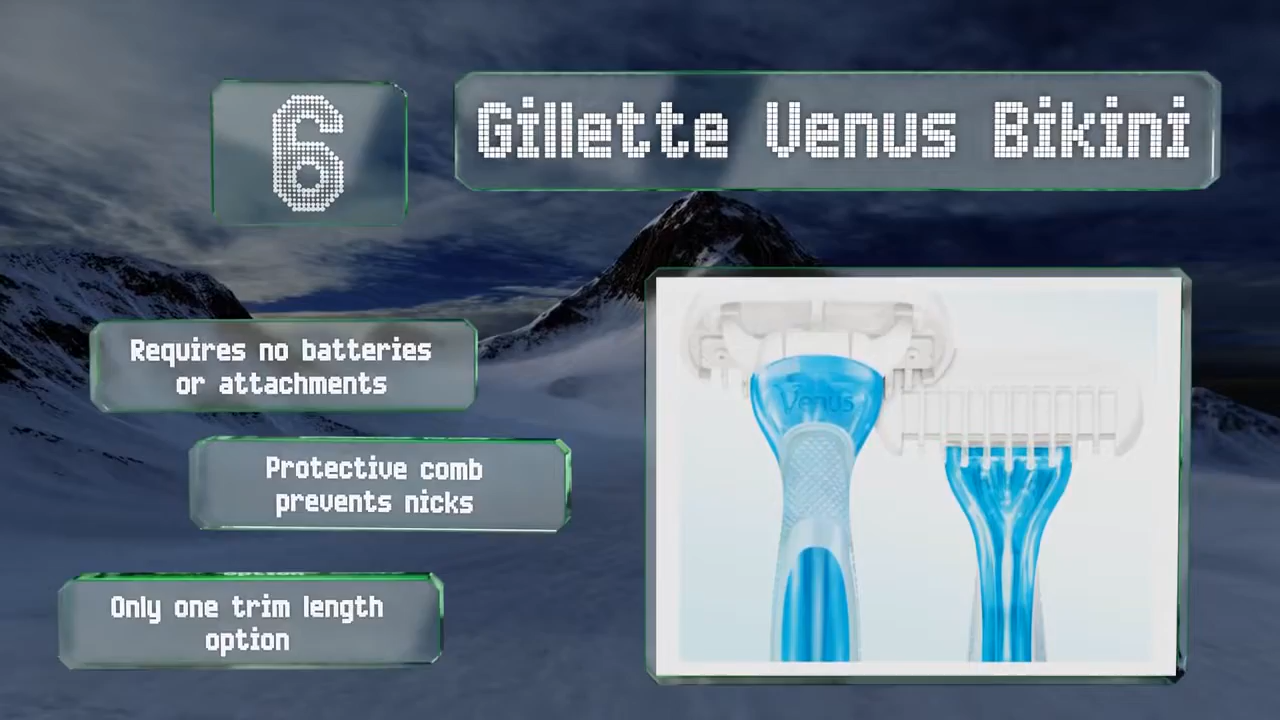 6
Gillette Venus Bikini
Requires no batteries
or attachments
Protective comb
prevents nicks
Only one trim length
option
Venus